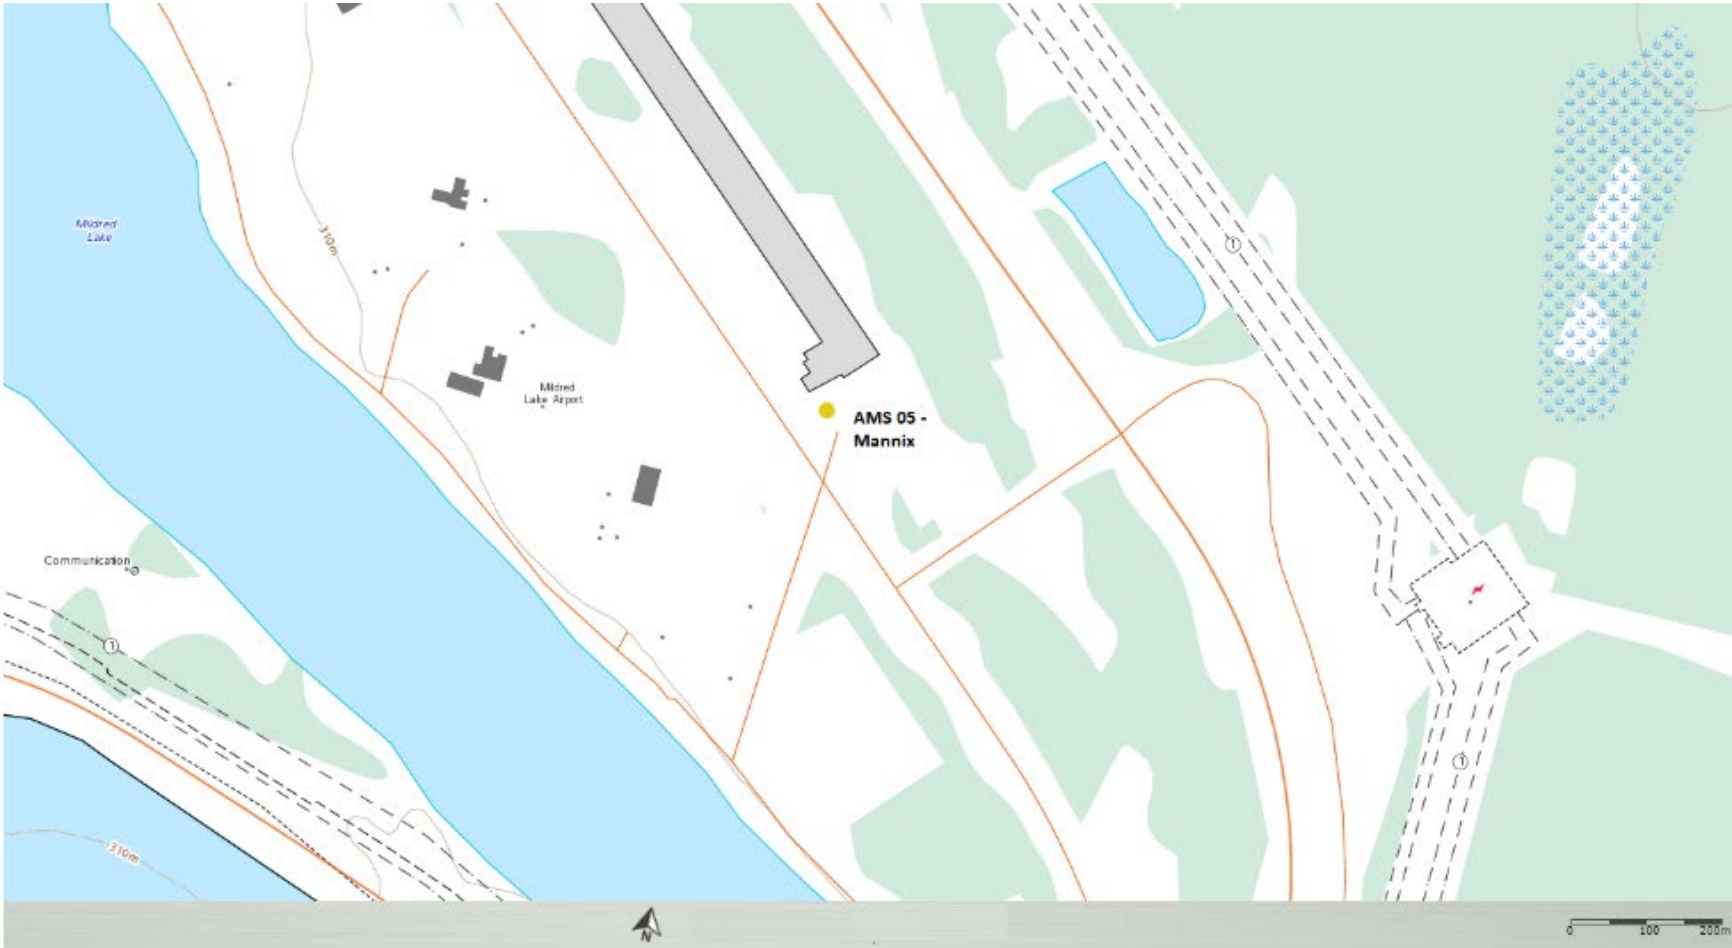 Mildred
Lake
310m
1
Mildred
Lake Airport
AMS 05 -
Mannix
Communication
1
1
310m
N
0 100 200m